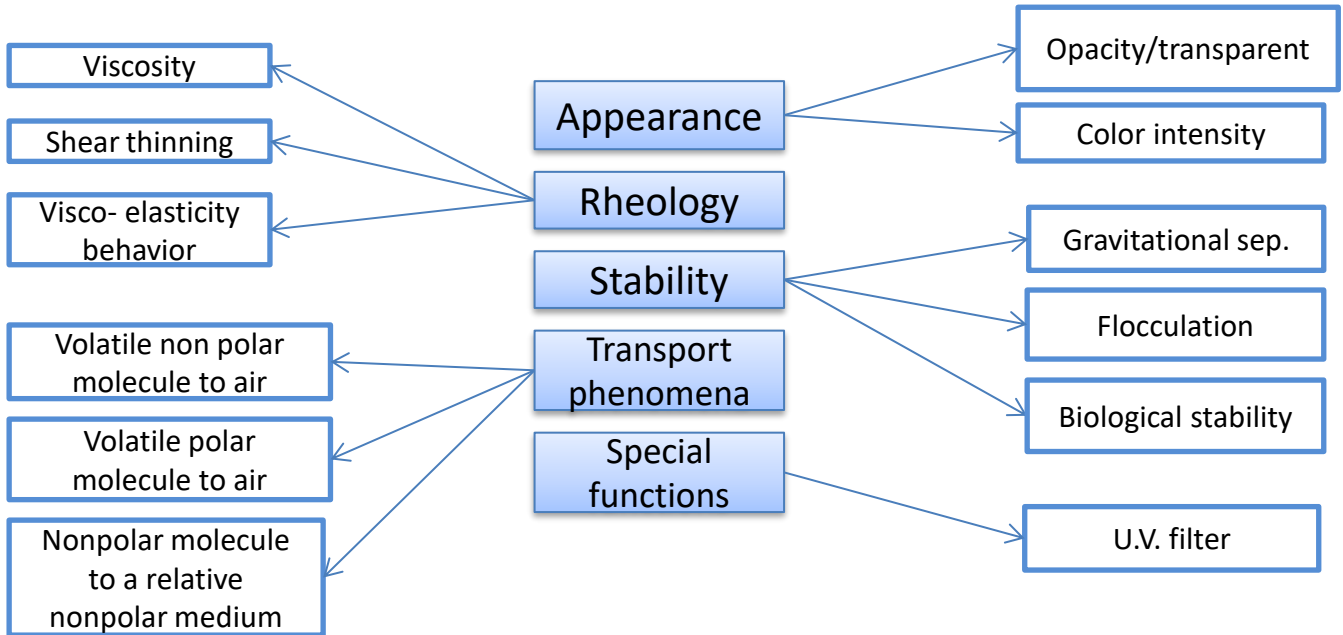 Viscosity
Shear thinning
Visco- elasticity
behavior
Volatile non polar
molecule to air
Volatile polar
molecule to air
Nonpolar molecule
to a relative
nonpolar medium
Appearance
Rheology
Stability
Transport
phenomena
Special
functions
Opacity/transparent
Color intensity
Gravitational sep.
Flocculation
Biological stability
U.V. filter